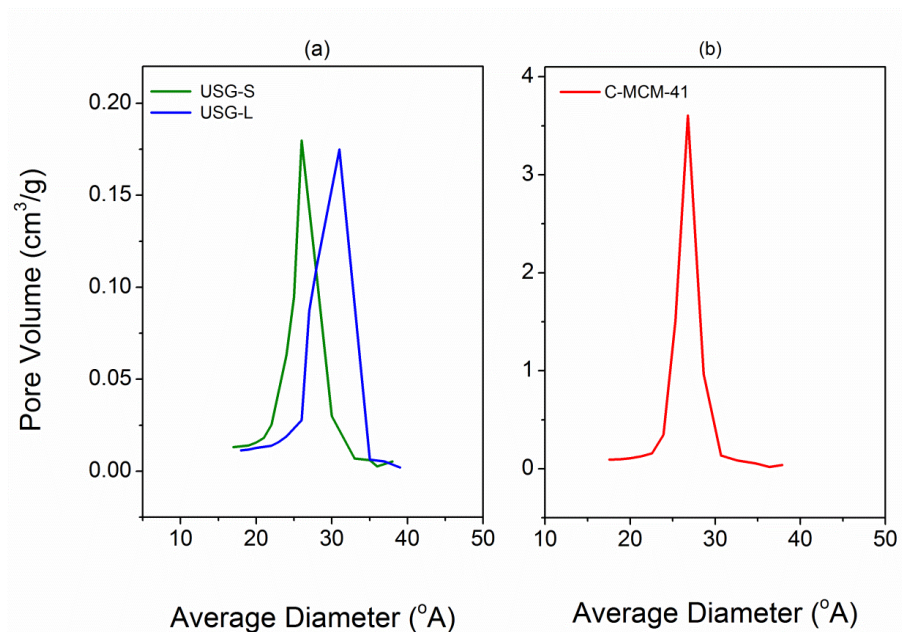 (a)
(b)
USG-S
USG-L
C-MCM-41
Pore Volume (cm³/g)
0.20
0.15
0.10
0.05
0.00
4
3
2
1
0
10 20 30 40 50
10 20 30 40 50
Average Diameter (°A)
Average Diameter (°A)